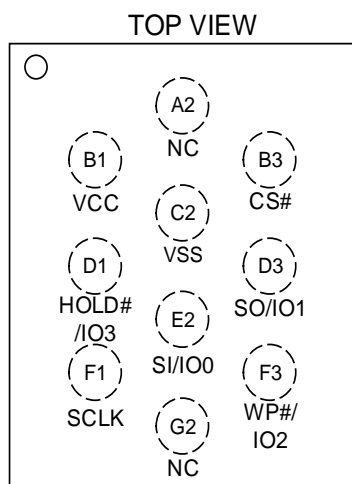 TOP VIEW
A2
NC
B1
VCC
B3
CS#
C2
VSS
D1
HOLD#
/IO3
D3
SO/IO1
E2
SI/IO0
F1
SCLK
F3
WP#/
IO2
G2
NC